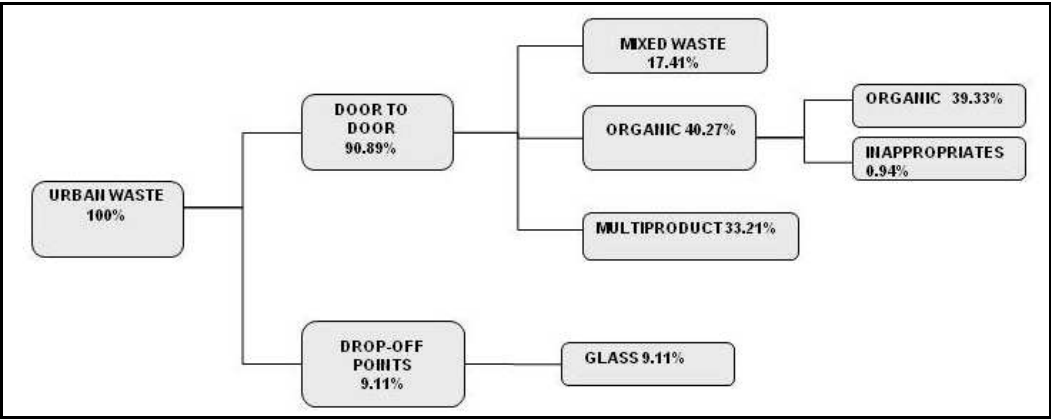 MIXED WASTE
17.41%
DOOR TO
DOOR
90.89%
ORGANIC 40.27%
ORGANIC 39.33%
INAPPROPRIATES
0.94%
URBAN WASTE
100%
MULTIPRODUCT 33.21%
DROP-OFF
POINTS
9.11%
GLASS 9.11%